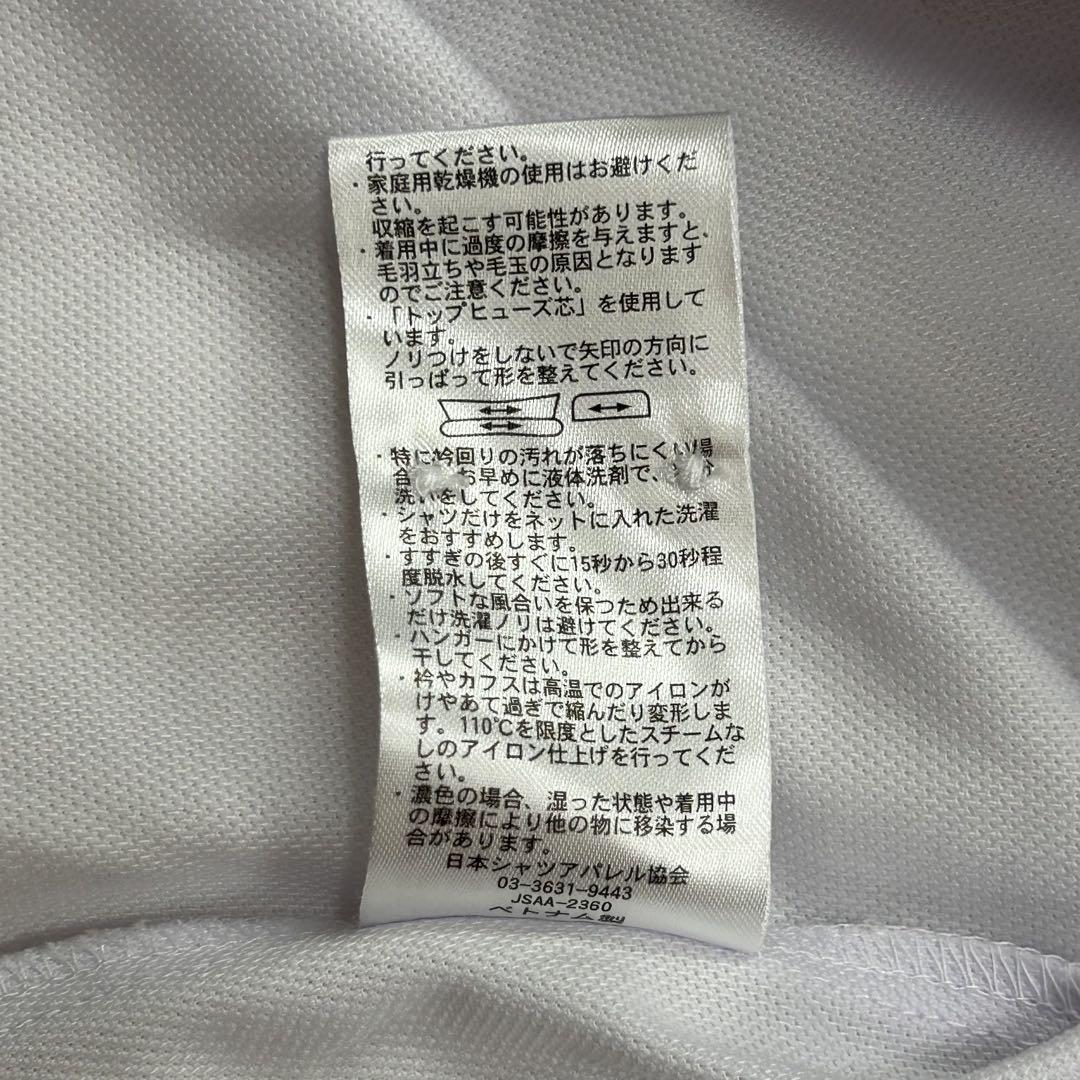 行ってください。
・家庭用乾燥機の使用はお避けくだ
さい。
収縮を起こす可能性があります。
・着用中に過度の摩擦を与えますと、
毛羽立ちや毛玉の原因となります
のでご注意ください。
・「トップヒューズ芯」を使用して
います。
ノリつけをしないで矢印の方向に
引っぱって形を整えてください。
・特に衿回りの汚れが落ちにくい場
合 お早めに液体洗剤で、 分
洗いをしてください。
・シャツだけをネットに入れた洗濯
をおすすめします。
・すすぎの後すぐに15秒から30秒程
度脱水してください。
・ソフトな風合いを保つため出来る
だけ洗濯ノリは避けてください。
・ハンガーにかけて形を整えてから
干してください。
・衿やカフスは高温でのアイロンが
けやあて過ぎで縮んだり変形しま
す。110℃を限度としたスチームな
しのアイロン仕上げを行ってくだ
さい。
・濃色の場合、湿った状態や着用中
の摩擦により他の物に移染する場
合があります。
日本シャツアパレル協会
03-3631-9443
JSAA-2360
ベトナム製